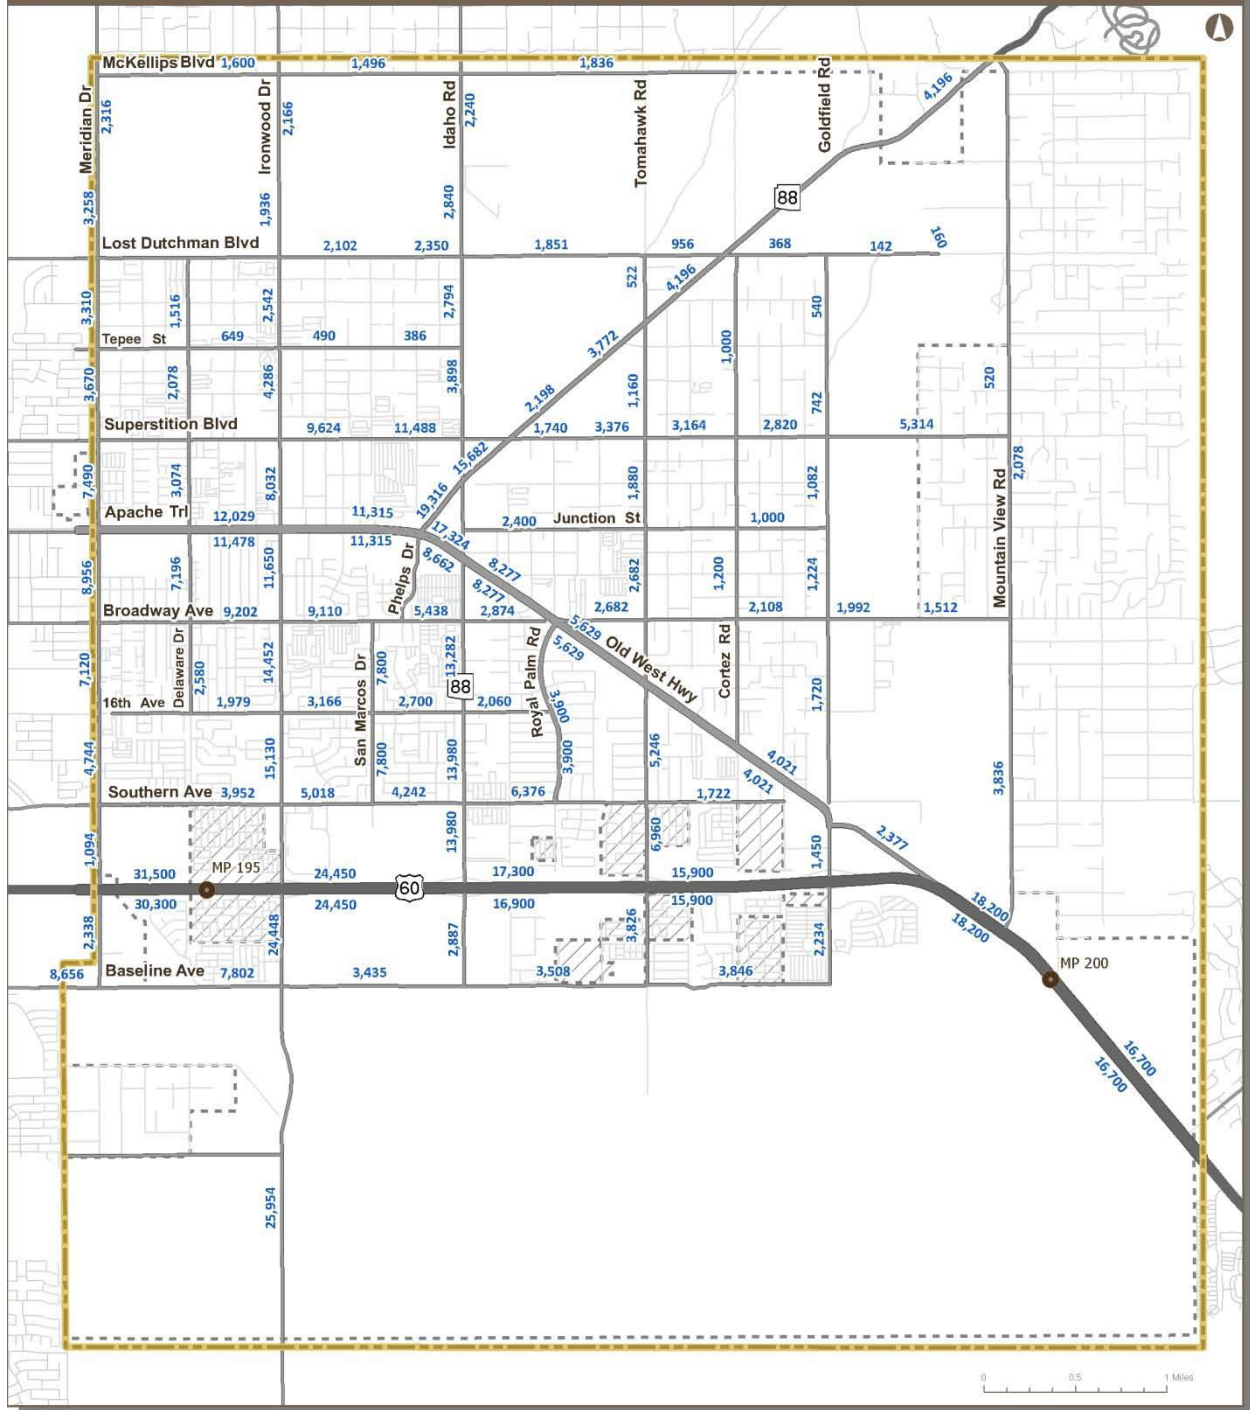 McKellips Blvd 1,600 1,496 1,836
Meridian Dr
2,316
Ironwood Dr
2,166
Idaho Rd
2,240
Tomahawk Rd
Goldfield Rd
4,196
88
3,258
1,936
2,840
Lost Dutchman Blvd 2,102 2,350 1,851 956 368 142 160
3,310
1,516
2,542
2,794
522
4,196
540
Tepee St 649 490 386
3,772
1,000
3,670
2,078
4,286
3,898
2,198
1,160
742
520
Superstition Blvd 9,624 11,488 1,740 3,376 3,164 2,820 5,314
7,490
3,074
8,032
15,682
1,880
1,082
2,078
Mountain View Rd
19,316
Apache Trl 12,029 11,315
11,478 11,315
2,400 Junction St 1,000
17,324
8,662
8,277
8,277
8,956
7,196
11,650
Phelps Dr
2,682
1,200
1,224
Broadway Ave 9,202 9,110 5,438 2,874 2,682 2,108 1,992 1,512
5,629
5,629
Old West Hwy
7,120
Delaware Dr
2,580
14,452
San Marcos Dr
7,800
13,282
88
Royal Palm Rd
3,900
Cortez Rd
1,720
16th Ave 1,979 3,166 2,700 2,060
4,744
15,130
7,800
13,980
3,900
5,246
4,021
4,021
3,836
Southern Ave 3,952 5,018 4,242 6,376 1,722
1,094
13,980
6,960
1,450
2,377
MP 195
31,500 24,450 17,300 15,900
60
30,300 24,450 16,900 15,900
18,200
18,200
2,338
24,448
2,887
3,826
2,234
8,656 Baseline Ave 7,802 3,435 3,508 3,846
MP 200
16,700
16,700
25,954
0 0.5 1 Miles